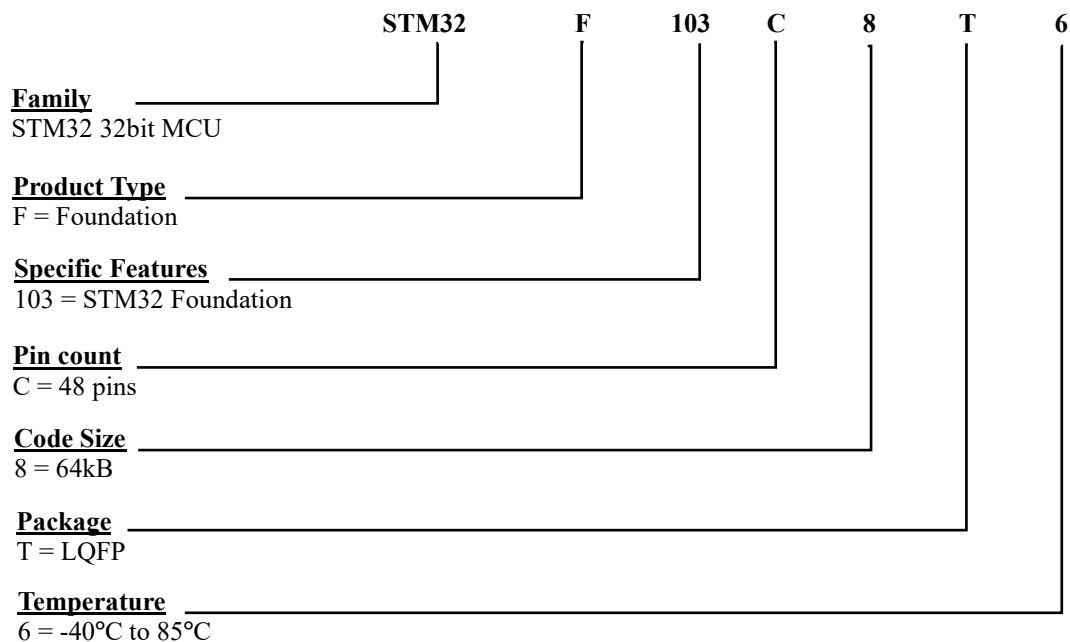 STM32 F 103 C 8 T 6
Family
STM32 32bit MCU
Product Type
F = Foundation
Specific Features
103 = STM32 Foundation
Pin count
C = 48 pins
Code Size
8 = 64kB
Package
T = LQFP
Temperature
6 = -40°C to 85°C